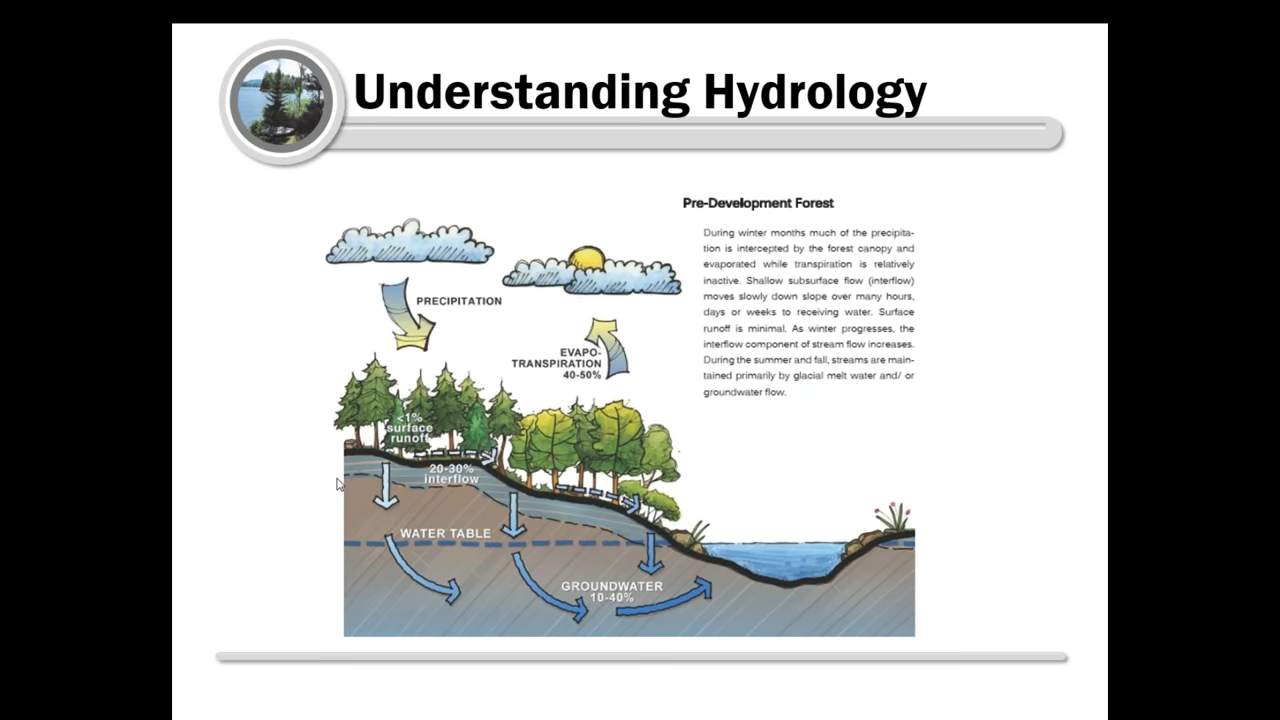 Understanding Hydrology
Pre-Development Forest
During winter months much of the precipita-
tion is intercepted by the forest canopy and
evaporated while transpiration is relatively
inactive. Shallow subsurface flow (interflow)
moves slowly down slope over many hours,
days or weeks to receiving water. Surface
runoff is minimal. As winter progresses, the
interflow component of stream flow increases.
During the summer and fall, streams are main-
tained primarily by glacial melt water and/ or
groundwater flow.
PRECIPITATION
EVAPO-
TRANSPIRATION
40-50%
<1%
surface
runoff
20-30%
interflow
WATER TABLE
GROUNDWATER
10-40%